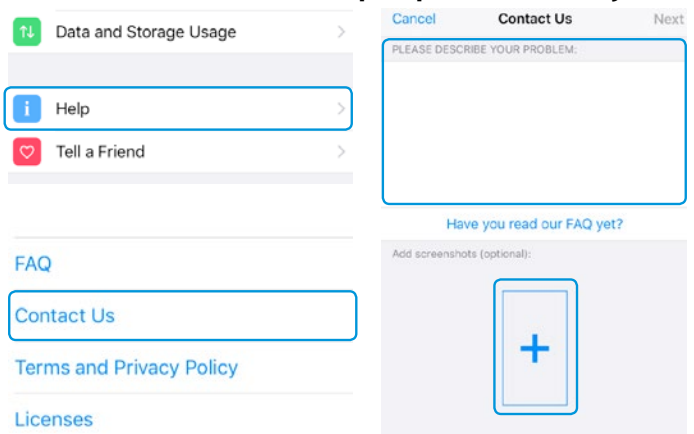 Data and Storage Usage
Help
Tell a Friend
FAQ
Contact Us
Terms and Privacy Policy
Licenses
Cancel Contact Us Next
PLEASE DESCRIBE YOUR PROBLEM:
Have you read our FAQ yet?
Add screenshots (optional):